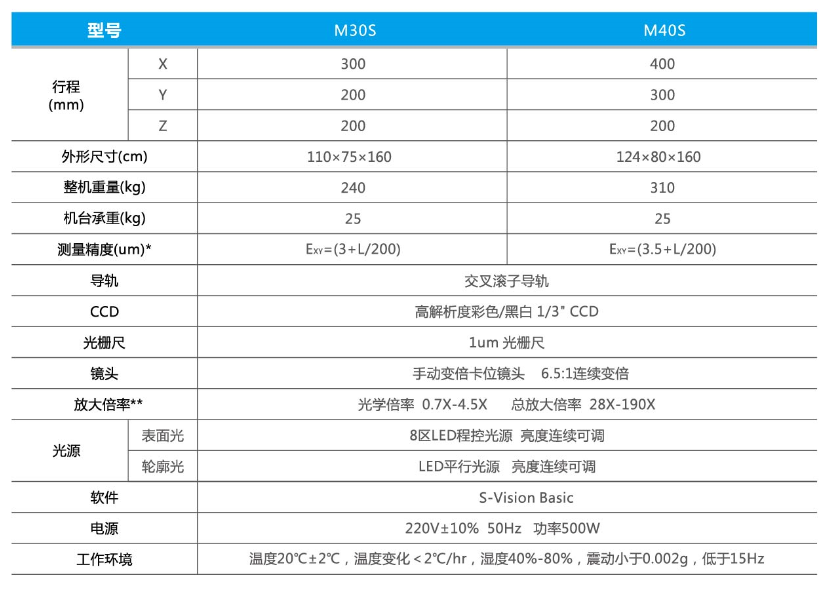 型号 M30S M40S
行程 (mm) X 300 400
Y 200 300
Z 200 200
外形尺寸(cm) 110×75×160 124×80×160
整机重量(kg) 240 310
机台承重(kg) 25 25
测量精度(um)* EXY=(3+L/200) EXY=(3.5+L/200)
导轨 交叉滚子导轨
CCD 高解析度彩色/黑白 1/3" CCD
光栅尺 1um 光栅尺
镜头 手动变倍卡位镜头 6.5:1连续变倍
放大倍率** 光学倍率 0.7X-4.5X 总放大倍率 28X-190X
光源 表面光 8区LED程控光源 亮度连续可调
轮廓光 LED平行光源 亮度连续可调
软件 S-Vision Basic
电源 220V±10% 50Hz 功率500W
工作环境 温度20℃±2℃，温度变化＜2℃/hr，湿度40%-80%，震动小于0.002g，低于15Hz